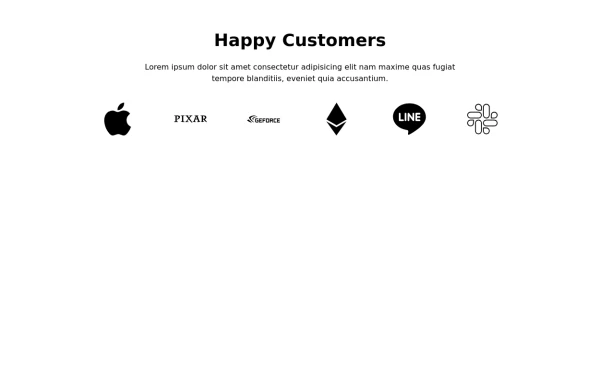 Happy Customers
Lorem ipsum dolor sit amet consectetur adipisicing elit nam maxime quas fugiat
tempore blanditiis, eveniet quia accusantium.
PIXAR GEFORCE LINE